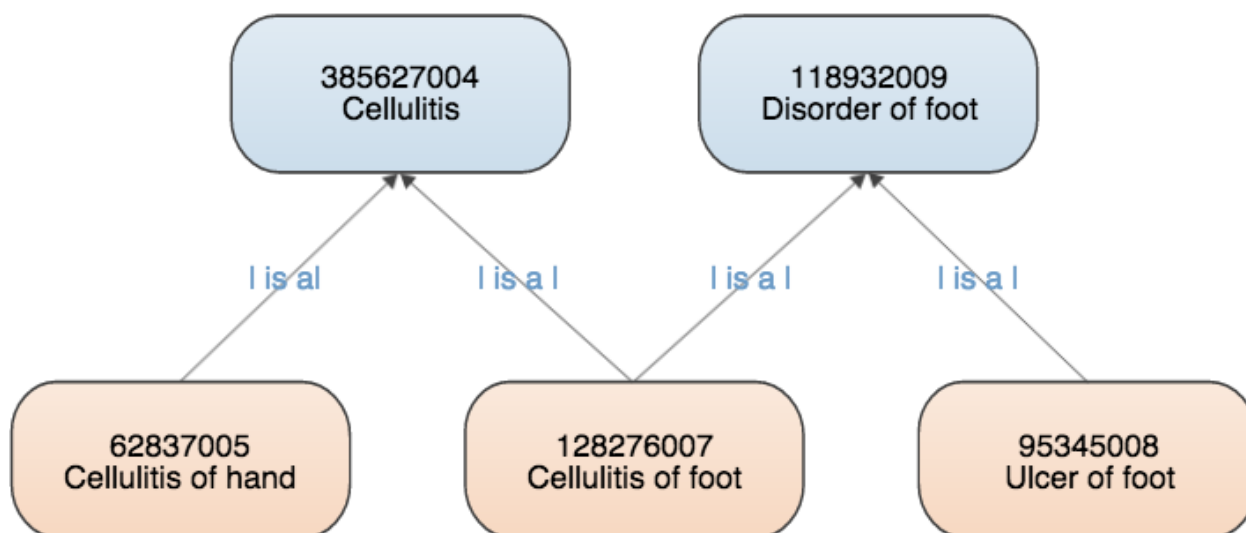 385627004
Cellulitis
118932009
Disorder of foot
| is a|
| is a |
| is a |
| is a |
62837005
Cellulitis of hand
128276007
Cellulitis of foot
95345008
Ulcer of foot